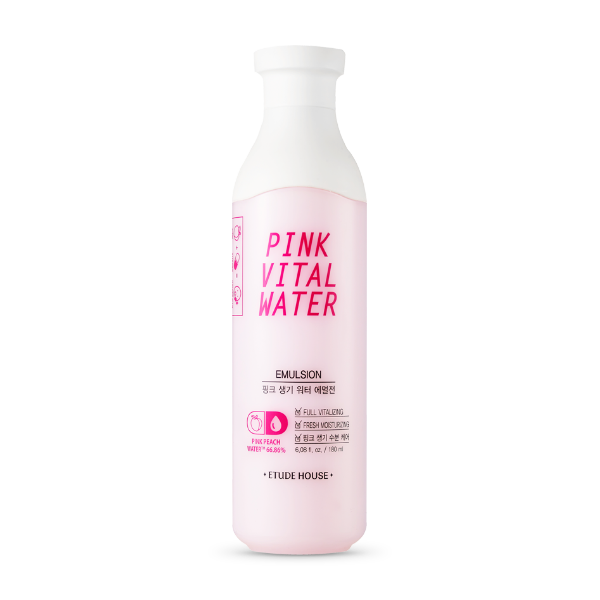 PINK
VITAL
WATER
EMULSION
핑크 생기 워터 에멀전
FULL VITALIZING
FRESH MOISTURIZING
핑크 생기 수분 케어
PINK PEACH
WATER™ 66.86%
6,08 fl. oz. / 180 ml
ETUDE HOUSE